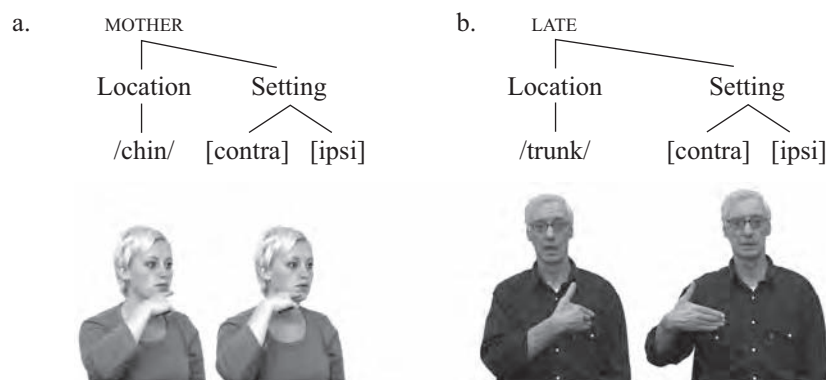 a. MOTHER
Location Setting
/chin/ [contra] [ipsi]
b. LATE
Location Setting
/trunk/ [contra] [ipsi]